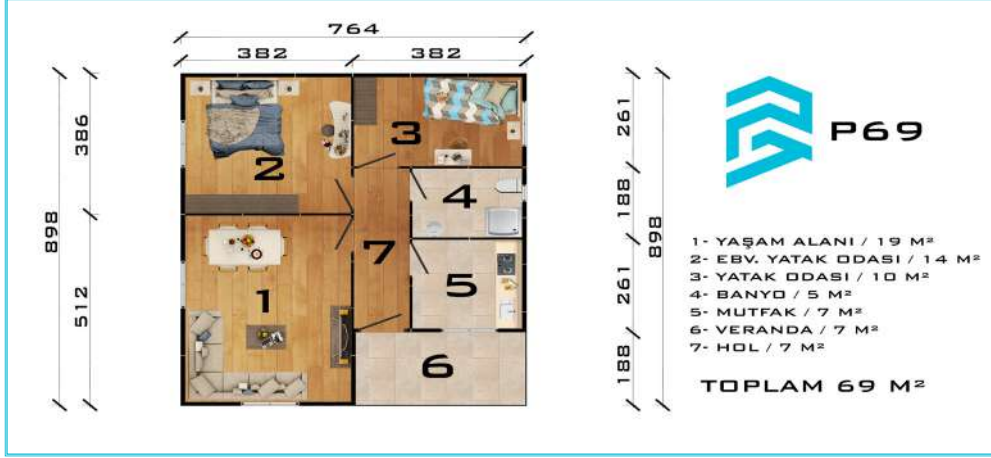 764
382 382
898
386
512
2
3
4
7
5
1
6
261
188
261
188
898
P69
1- YAŞAM ALANI / 19 M²
2- EBV. YATAK ODASI / 14 M²
3- YATAK ODASI / 10 M²
4- BANYO / 5 M²
5- MUTFAK / 7 M²
6- VERANDA / 7 M²
7- HOL / 7 M²
TOPLAM 69 M²